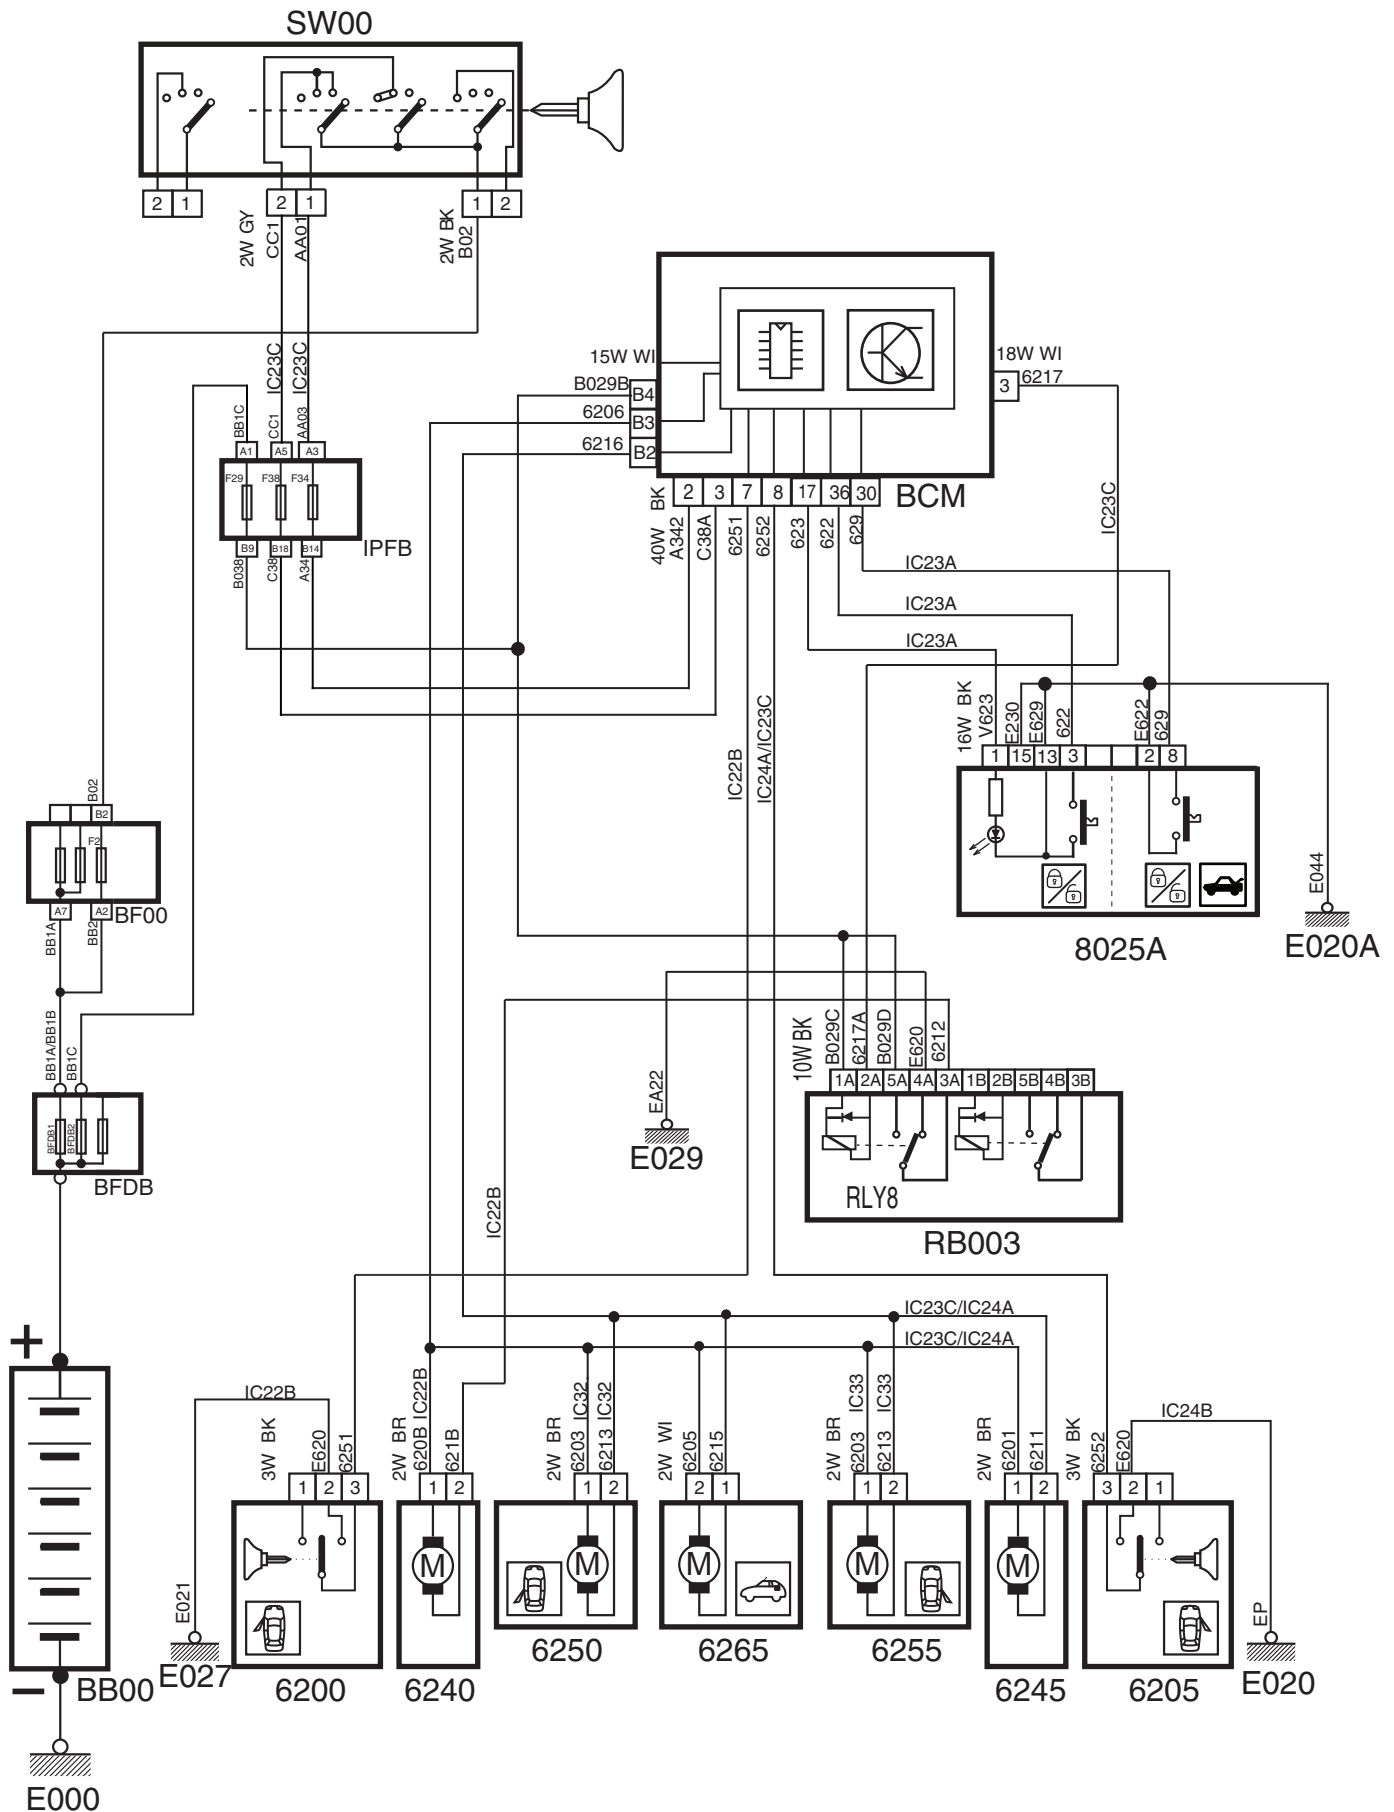 SW00
2 1
2 1
1 2
2W GY
CC1
AA01
2W BK
B02
IC23C
IC23C
BB1C
CC1
AA03
A1 A5 A3
F29 F38 F34
B9 B18 B14
IPFB
B038
C38
A34
15W WI
B029B B4
6206 B3
6216 B2
18W WI
3 6217
2 3 7 8 17 36 30
BCM
40W BK
A342
C38A
6251
6252
623
622
629
IC23C
IC23A
IC23A
IC23A
IC22B
IC24A/IC23C
16W BK
V623
E230
E629
622
E622
629
1 15 13 3 2 8
8025A
E044
E020A
B02
B2
F2
A7 A2
BF00
BB1A
BB2
BB1A/BB1B
BB1C
BFDB1
BFDB2
BFDB
EA22
E029
10W BK
B029C
6217A
B029D
E620
6212
1A 2A 5A 4A 3A 1B 2B 5B 4B 3B
RLY8
RB003
IC22B
IC23C/IC24A
IC23C/IC24A
+
−
BB00
E000
IC22B
E021
E027
3W BK
E620
6251
1 2 3
6200
2W BR
620B IC22B
621B
1 2
M
6240
2W BR
6203 IC32
6213 IC32
1 2
M
6250
2W WI
6205
6215
2 1
M
6265
2W BR
6203 IC33
6213 IC33
1 2
M
6255
2W BR
6201
6211
1 2
M
6245
3W BK
6252
E620
3 2 1
6205
IC24B
EP
E020